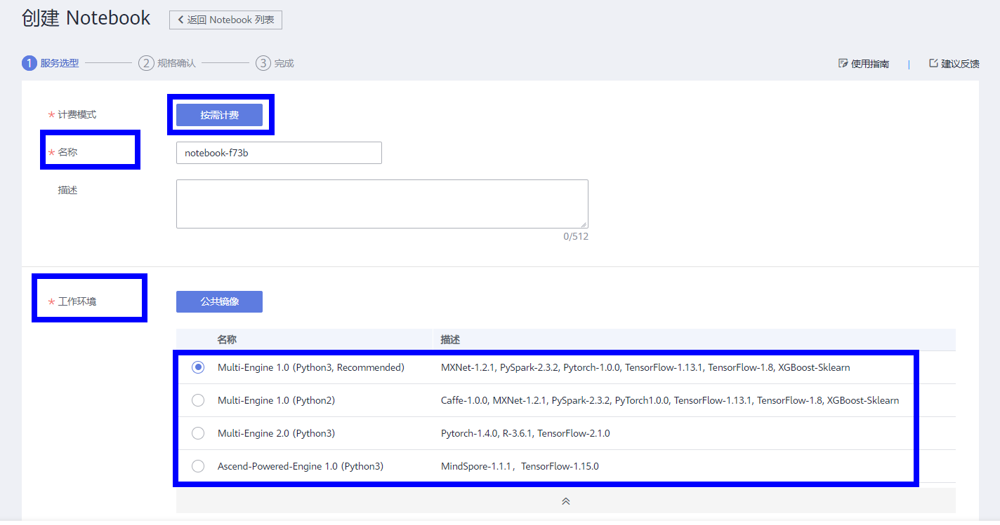 创建 Notebook
返回 Notebook 列表
1 服务选型 2 规格确认 3 完成
使用指南 | 建议反馈
* 计费模式 按需计费
* 名称 notebook-f73b
描述
0/512
* 工作环境 公共镜像
名称 描述
Multi-Engine 1.0 (Python3, Recommended) MXNet-1.2.1, PySpark-2.3.2, Pytorch-1.0.0, TensorFlow-1.13.1, TensorFlow-1.8, XGBoost-Sklearn
Multi-Engine 1.0 (Python2) Caffe-1.0.0, MXNet-1.2.1, PySpark-2.3.2, PyTorch1.0.0, TensorFlow-1.13.1, TensorFlow-1.8, XGBoost-Sklearn
Multi-Engine 2.0 (Python3) Pytorch-1.4.0, R-3.6.1, TensorFlow-2.1.0
Ascend-Powered-Engine 1.0 (Python3) MindSpore-1.1.1，TensorFlow-1.15.0